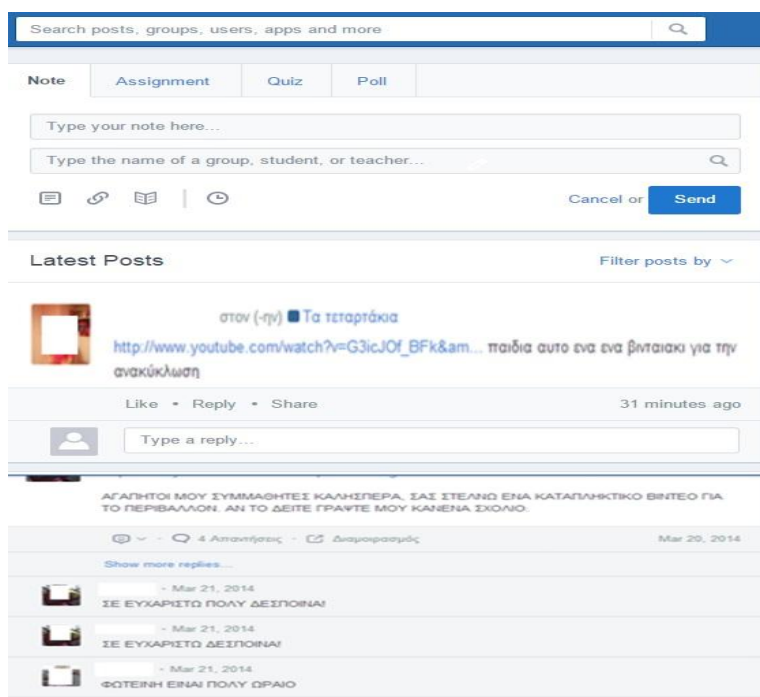 Search posts, groups, users, apps and more
Note Assignment Quiz Poll
Type your note here...
Type the name of a group, student, or teacher...
Cancel or Send
Latest Posts Filter posts by
στον (-ην) Τα τεταρτάκια
http://www.youtube.com/watch?v=G3icJOf_BFk&am... παιδια αυτο ενα ενα βινταιακι για την
ανακύκλωση
Like • Reply • Share 31 minutes ago
Type a reply...
ΑΓΑΠΗΤΟΙ ΜΟΥ ΣΥΜΜΑΘΗΤΕΣ ΚΑΛΗΣΠΕΡΑ, ΣΑΣ ΣΤΕΛΝΩ ΕΝΑ ΚΑΤΑΠΛΗΚΤΙΚΟ ΒΙΝΤΕΟ ΓΙΑ
ΤΟ ΠΕΡΙΒΑΛΛΟΝ. ΑΝ ΤΟ ΔΕΙΤΕ ΓΡΑΨΤΕ ΜΟΥ ΚΑΝΕΝΑ ΣΧΟΛΙΟ.
4 Απαντήσεις - Διαμοιρασμός Mar 20, 2014
Show more replies...
- Mar 21, 2014
ΣΕ ΕΥΧΑΡΙΣΤΩ ΠΟΛΥ ΔΕΣΠΟΙΝΑ!
- Mar 21, 2014
ΣΕ ΕΥΧΑΡΙΣΤΩ ΔΕΣΠΟΙΝΑ!
- Mar 21, 2014
ΦΩΤΕΙΝΗ ΕΙΝΑΙ ΠΟΛΥ ΩΡΑΙΟ